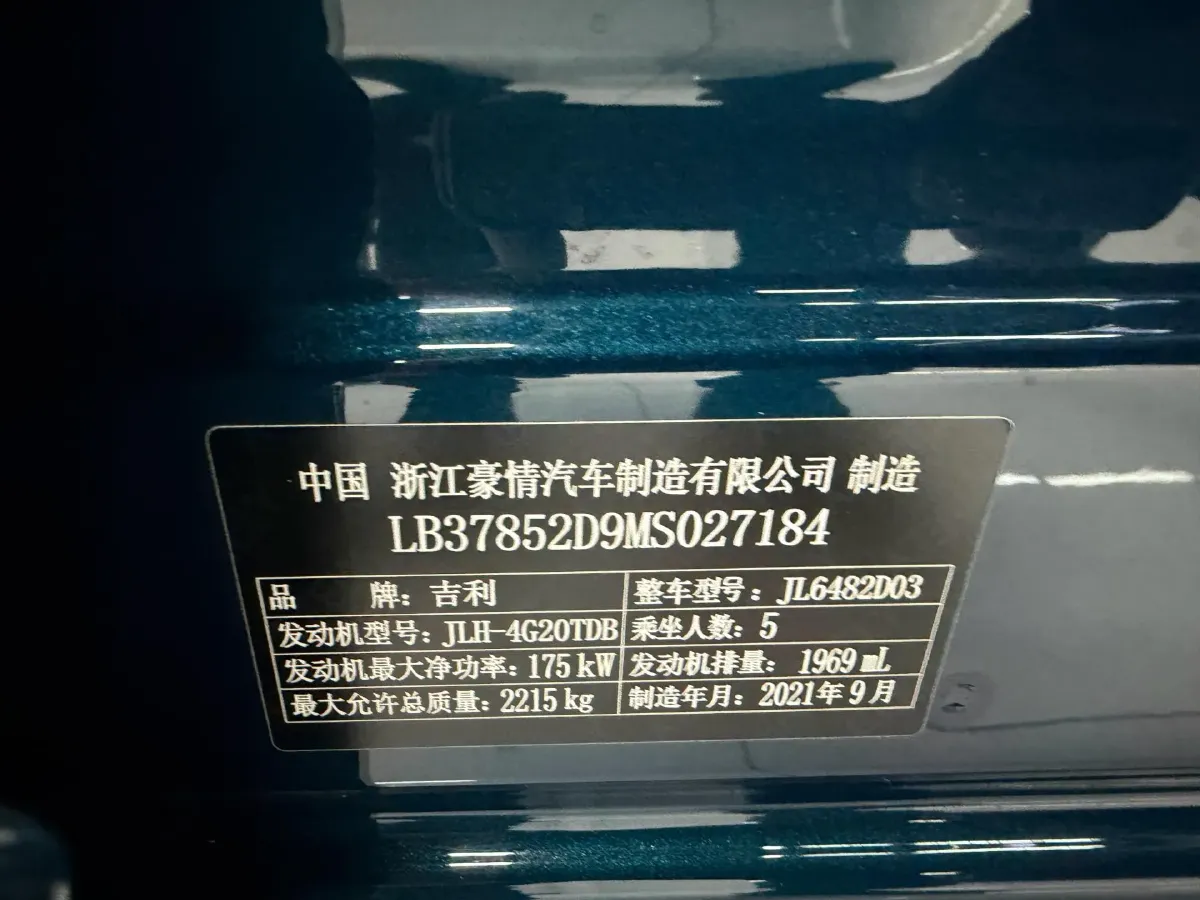 中国 浙江豪情汽车制造有限公司 制造
LB37852D9MS027184
品 牌：吉利 整车型号：JL6482D03
发动机型号：JLH-4G20TDB 乘坐人数：5
发动机最大净功率：175 kW 发动机排量：1969 mL
最大允许总质量：2215 kg 制造年月：2021年9月